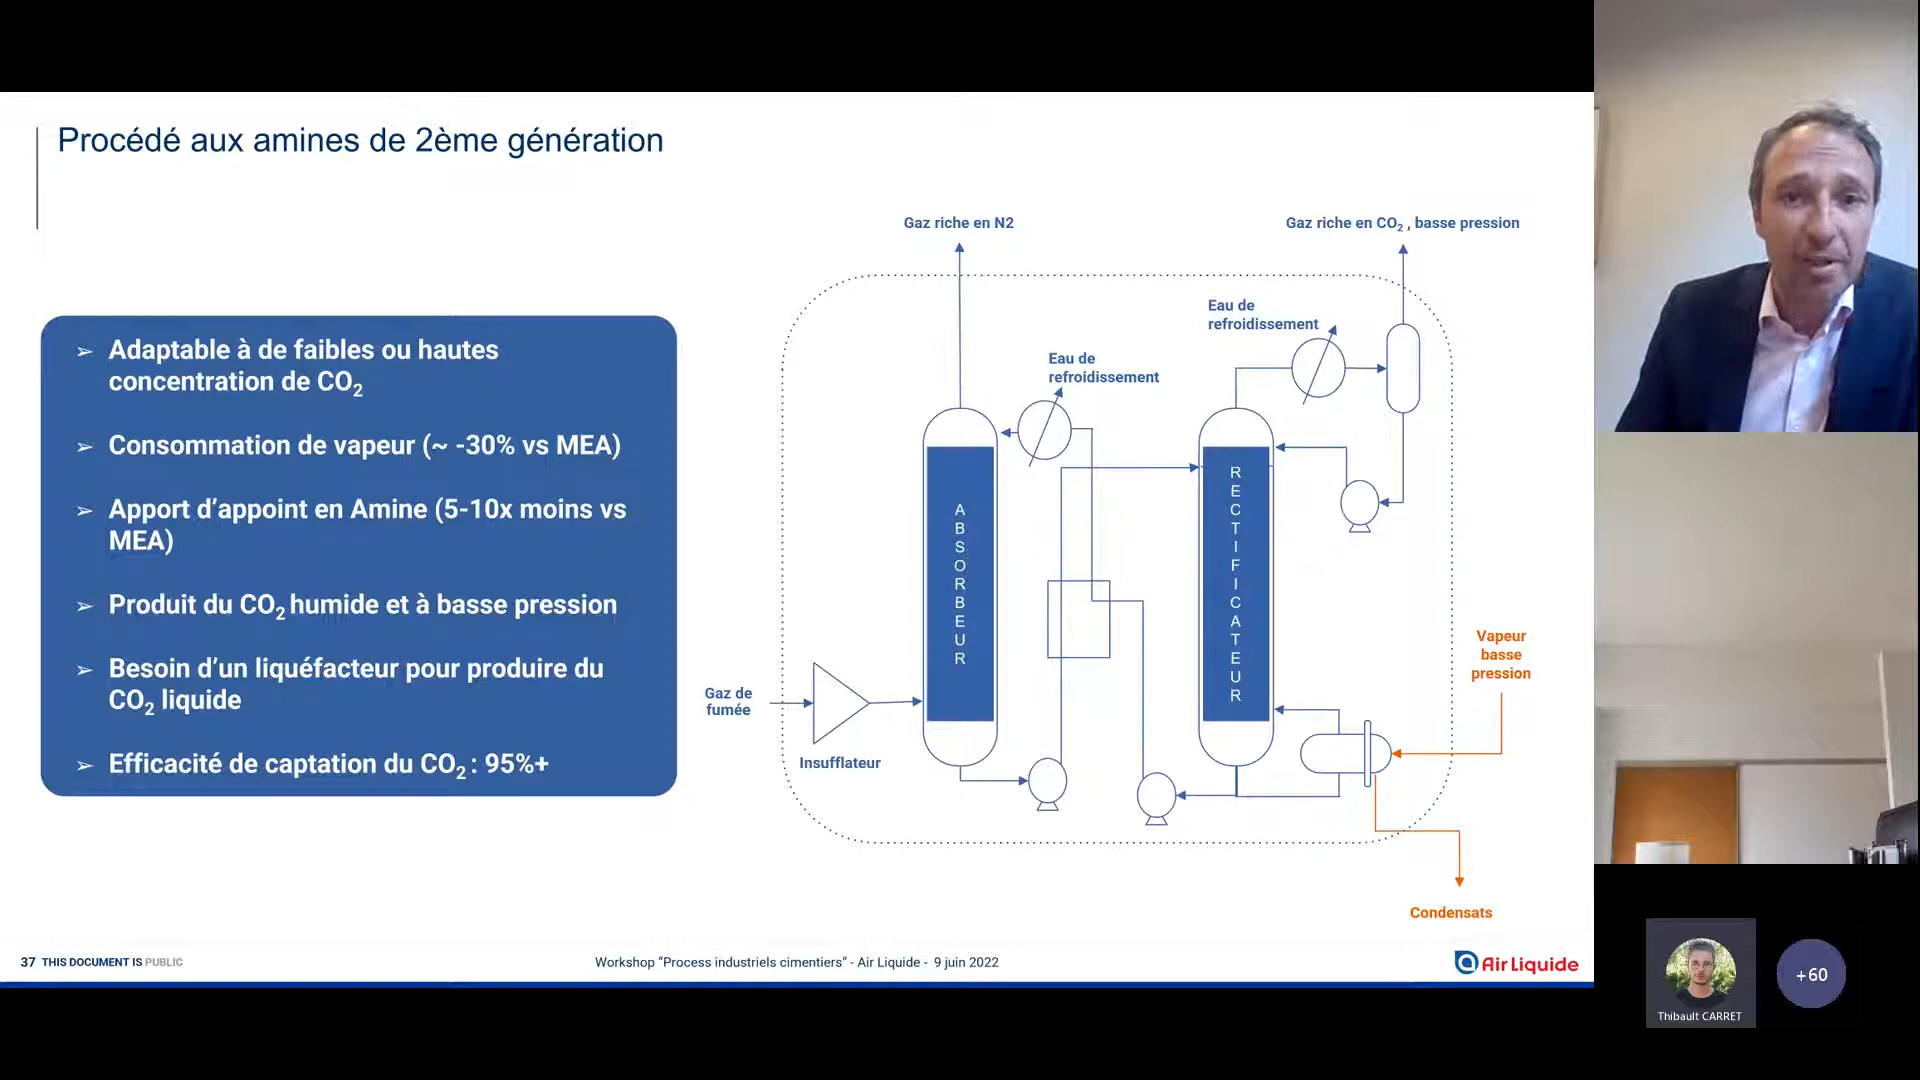 Procédé aux amines de 2ème génération
➢ Adaptable à de faibles ou hautes
concentration de CO2
➢ Consommation de vapeur (~ -30% vs MEA)
➢ Apport d’appoint en Amine (5-10x moins vs
MEA)
➢ Produit du CO2 humide et à basse pression
➢ Besoin d’un liquéfacteur pour produire du
CO2 liquide
➢ Efficacité de captation du CO2 : 95%+
Gaz riche en N2
Gaz riche en CO2 , basse pression
Eau de
refroidissement
Eau de
refroidissement
ABSORBEUR
RECTIFICATEUR
Gaz de
fumée
Insufflateur
Vapeur
basse
pression
Condensats
37 THIS DOCUMENT IS PUBLIC
Workshop “Process industriels cimentiers” - Air Liquide - 9 juin 2022
Air Liquide
Thibault CARRET
+60